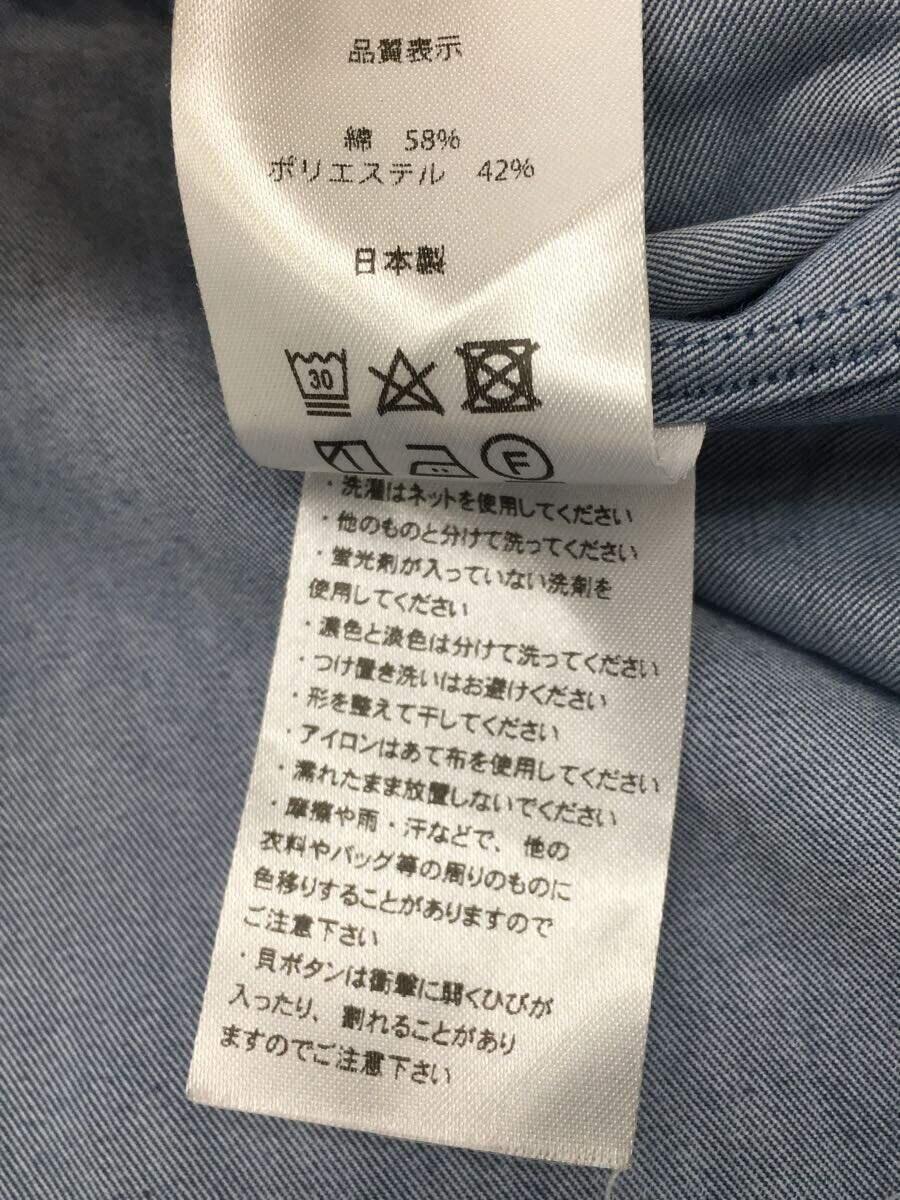 品質表示
綿 58%
ポリエステル 42%
日本製
30
F
・洗濯はネットを使用してください
・他のものと分けて洗ってください
・蛍光剤が入っていない洗剤を
使用してください
・濃色と淡色は分けて洗ってください
・つけ置き洗いはお避けください
・形を整えて干してください
・アイロンはあて布を使用してください
・濡れたまま放置しないでください
・摩擦や雨・汗などで、他の
衣料やバッグ等の周りのものに
色移りすることがありますので
ご注意下さい
・貝ボタンは衝撃に弱くひびが
入ったり、割れることがあり
ますのでご注意下さい